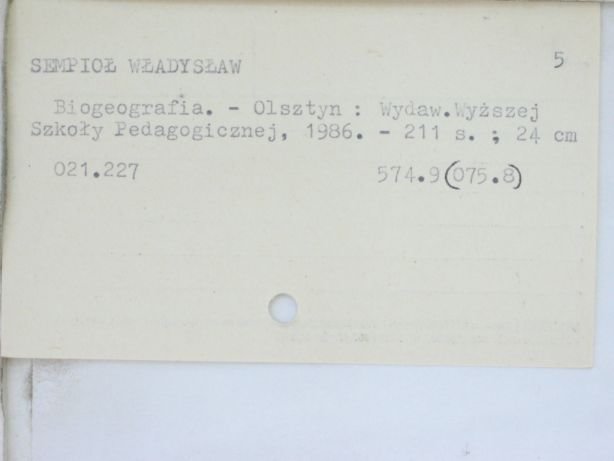 5
SEMPIOŁ WŁADYSŁAW
Biogeografia. - Olsztyn : Wydaw.Wyższej
Szkoły Pedagogicznej, 1986. - 211 s. ; 24 cm
021.227 574.9(075.8)